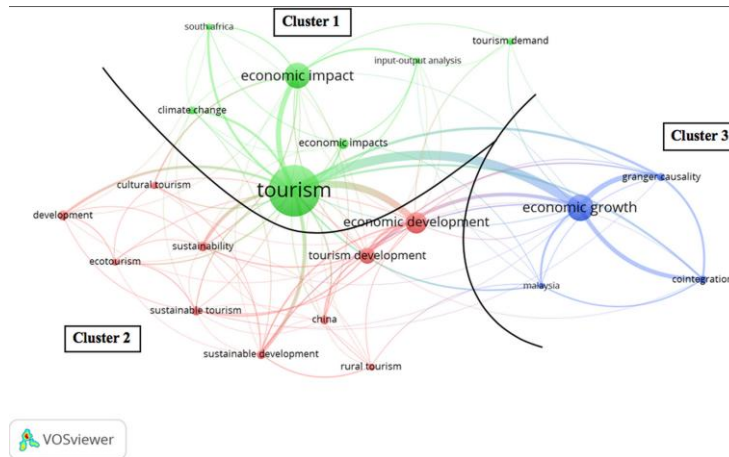 Cluster 1
south africa
tourism demand
input-output analysis
economic impact
climate change
economic impacts
Cluster 3
granger causality
cultural tourism
tourism
economic growth
development
economic development
sustainability
tourism development
ecotourism
cointegration
malaysia
sustainable tourism
china
Cluster 2
sustainable development
rural tourism
VOSviewer